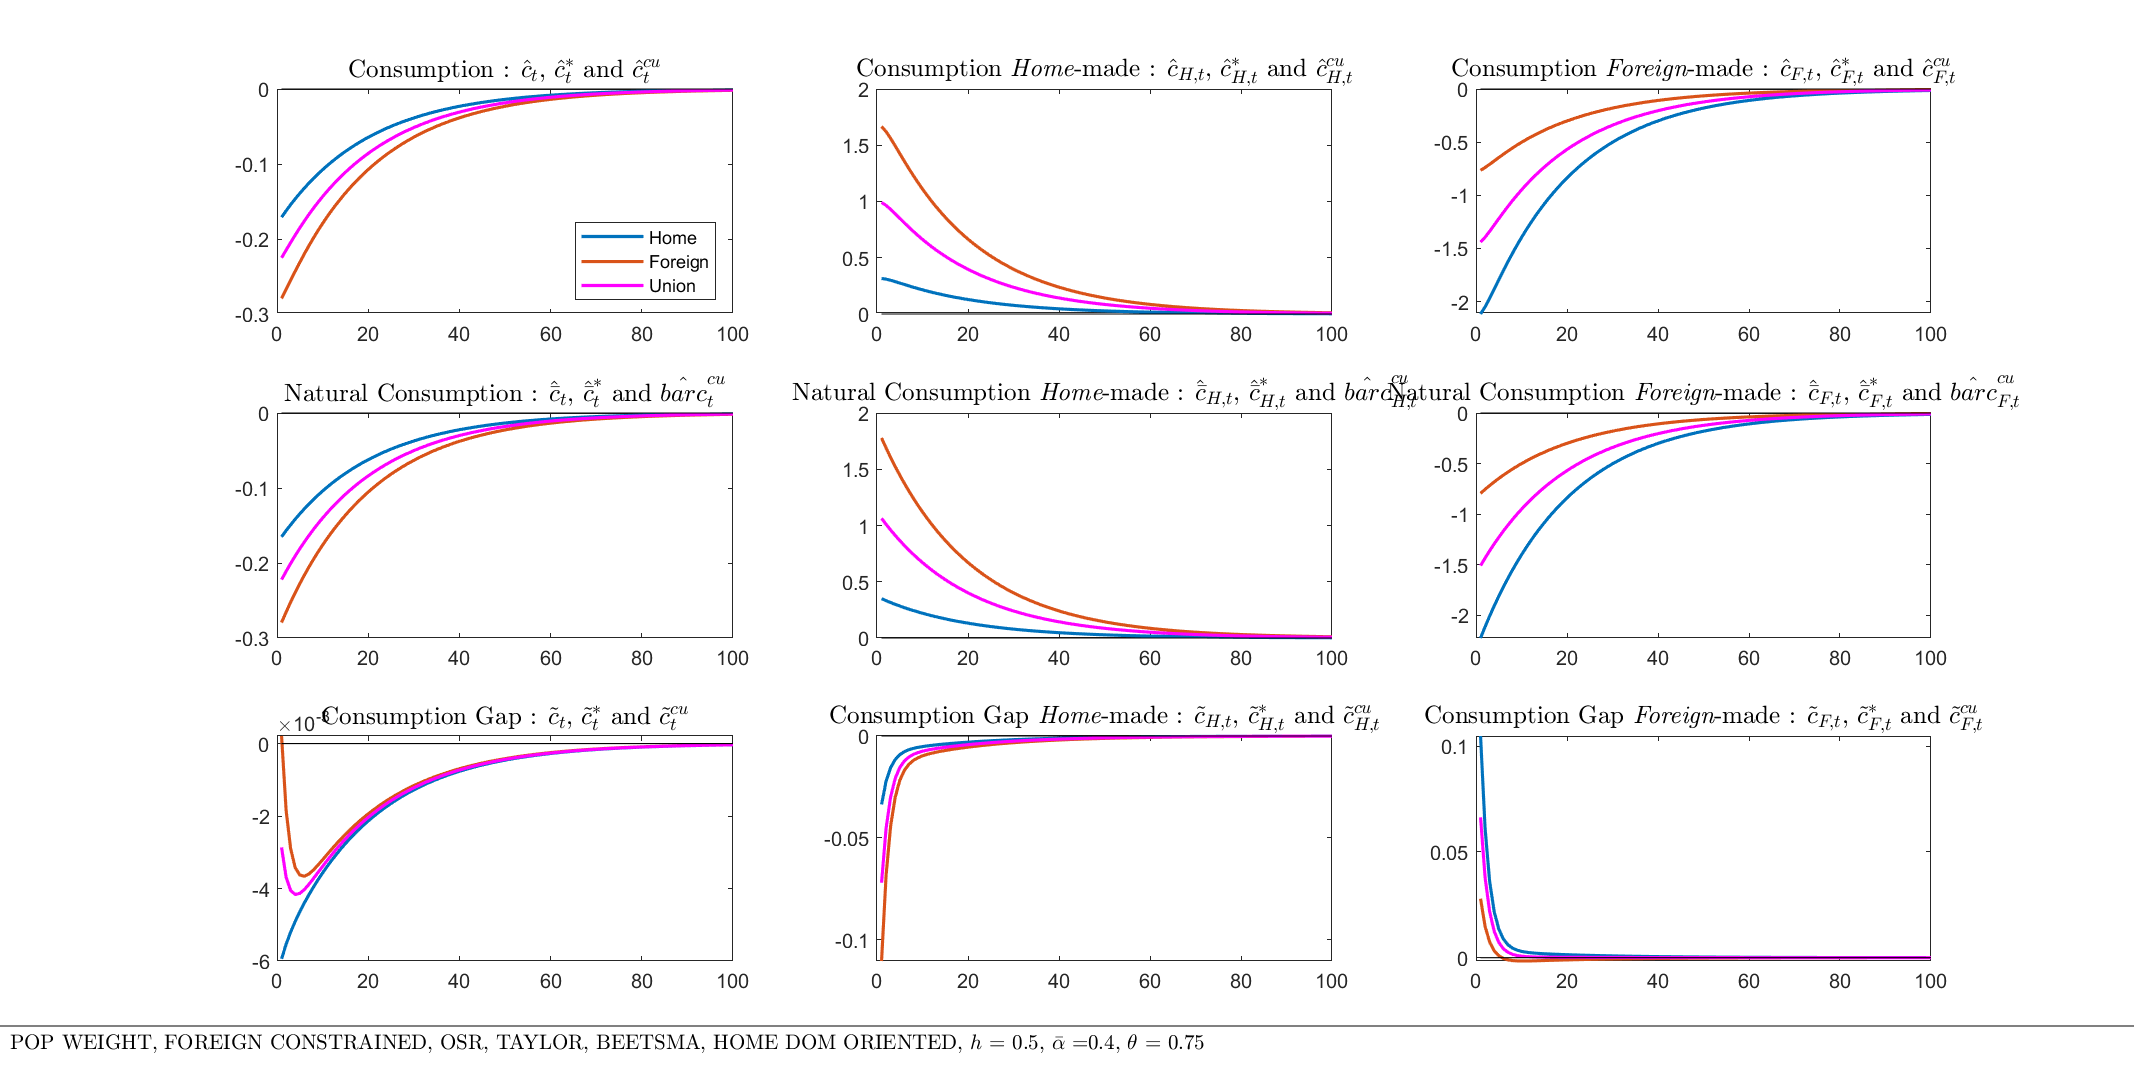 Consumption : ĉ_t, ĉ*_t and ĉ^cu_t
0
-0.1
-0.2
-0.3
0 20 40 60 80 100
Home
Foreign
Union
Consumption Home-made : ĉ_H,t, ĉ*_H,t and ĉ^cu_H,t
2
1.5
1
0.5
0
0 20 40 60 80 100
Consumption Foreign-made : ĉ_F,t, ĉ*_F,t and ĉ^cu_F,t
0
-0.5
-1
-1.5
-2
0 20 40 60 80 100
Natural Consumption : c̄̂_t, c̄̂*_t and bar̂c^cu_t
0
-0.1
-0.2
-0.3
0 20 40 60 80 100
Natural Consumption Home-made : c̄̂_H,t, c̄̂*_H,t and bar̂c^cu_H,t
2
1.5
1
0.5
0
0 20 40 60 80 100
Natural Consumption Foreign-made : c̄̂_F,t, c̄̂*_F,t and bar̂c^cu_F,t
0
-0.5
-1
-1.5
-2
0 20 40 60 80 100
Consumption Gap : c̃_t, c̃*_t and c̃^cu_t
×10^-3
0
-2
-4
-6
0 20 40 60 80 100
Consumption Gap Home-made : c̃_H,t, c̃*_H,t and c̃^cu_H,t
0
-0.05
-0.1
0 20 40 60 80 100
Consumption Gap Foreign-made : c̃_F,t, c̃*_F,t and c̃^cu_F,t
0.1
0.05
0
0 20 40 60 80 100
POP WEIGHT, FOREIGN CONSTRAINED, OSR, TAYLOR, BEETSMA, HOME DOM ORIENTED, h = 0.5, ᾱ =0.4, θ = 0.75